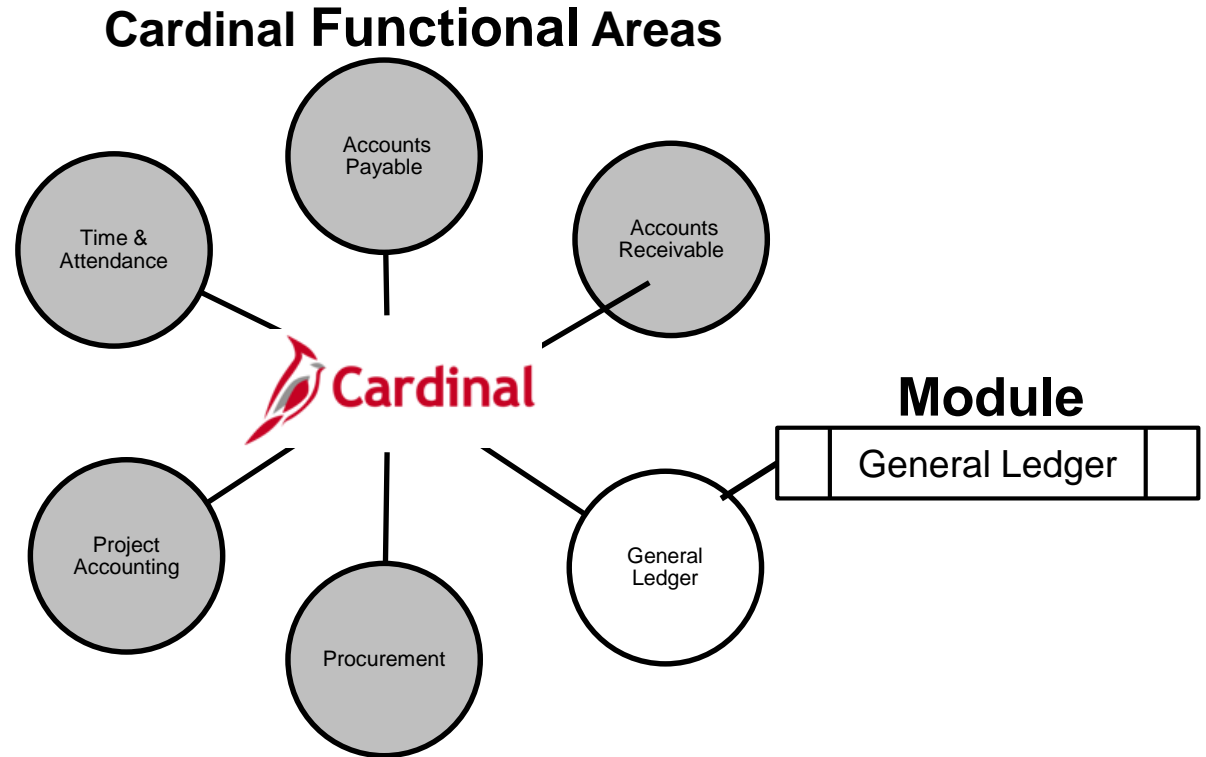 Cardinal Functional Areas
Accounts
Payable
Time &
Attendance
Accounts
Receivable
Cardinal
Module
General Ledger
Project
Accounting
General
Ledger
Procurement